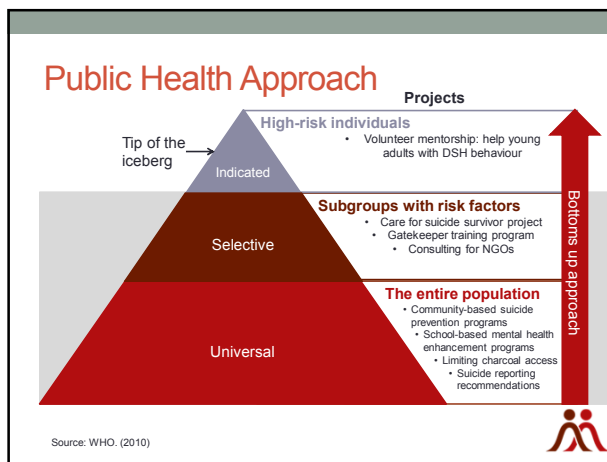 Public Health Approach
Projects
High-risk individuals
• Volunteer mentorship: help young
adults with DSH behaviour
Tip of the
iceberg
Indicated
Subgroups with risk factors
• Care for suicide survivor project
• Gatekeeper training program
• Consulting for NGOs
Selective
The entire population
• Community-based suicide
prevention programs
• School-based mental health
enhancement programs
• Limiting charcoal access
• Suicide reporting
recommendations
Universal
Bottoms up approach
Source: WHO. (2010)